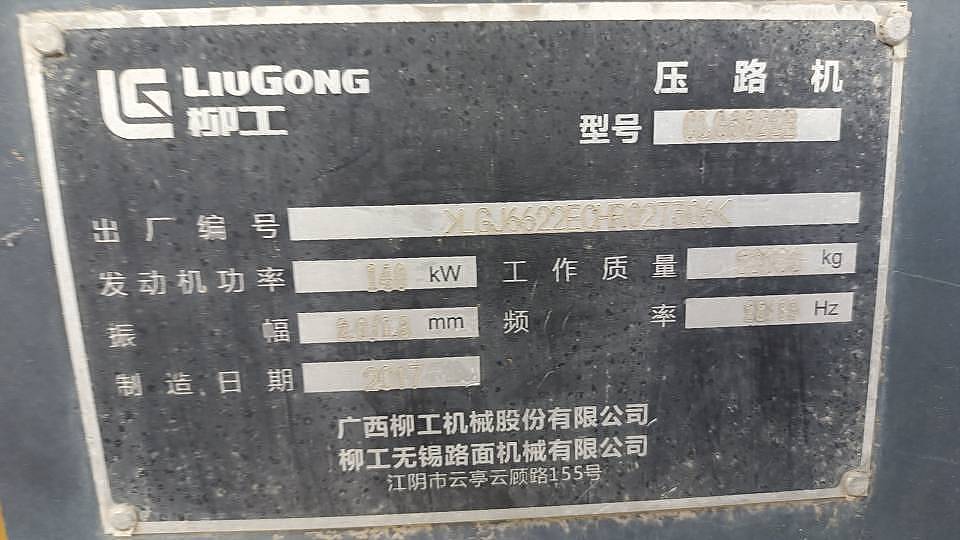 LIUGONG
柳工
压路机
型号
出厂编号
发动机功率 140 kW 工作质量 kg
振幅 mm 频率 Hz
制造日期 2017
广西柳工机械股份有限公司
柳工无锡路面机械有限公司
江阴市云亭云顾路155号